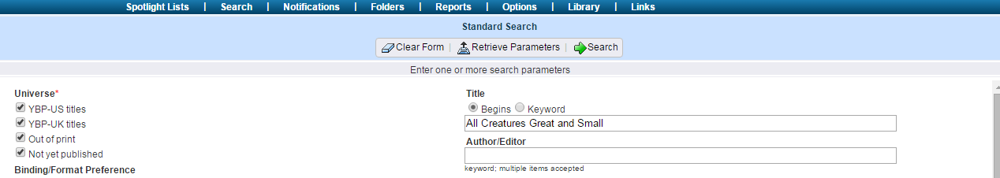 Spotlight Lists | Search | Notifications | Folders | Reports | Options | Library | Links
Standard Search
Clear Form | Retrieve Parameters | Search
Enter one or more search parameters
Universe*
YBP-US titles
YBP-UK titles
Out of print
Not yet published
Binding/Format Preference
Title
Begins Keyword
All Creatures Great and Small
Author/Editor
keyword; multiple items accepted